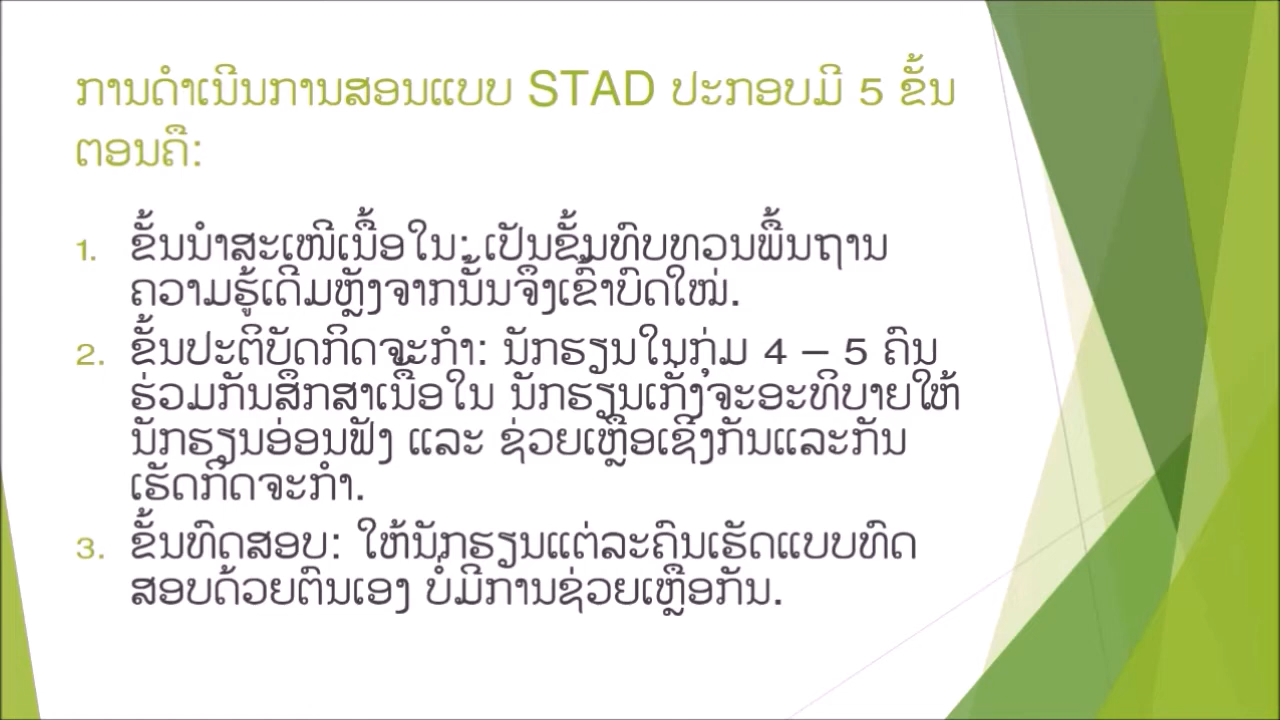 ການດຳເນີນການສອນແບບ STAD ປະກອບມີ 5 ຂັ້ນ
ຕອນຄື:
1. ຂັ້ນນຳສະເໜີເນື້ອໃນ: ເປັນຂັ້ນທົບທວນພື້ນຖານ
ຄວາມຮູ້ເດີມຫຼັງຈາກນັ້ນຈຶງເຂົ້າບົດໃໝ່.
2. ຂັ້ນປະຕິບັດກິດຈະກຳ: ນັກຮຽນໃນກຸ່ມ 4 – 5 ຄົນ
ຮ່ວມກັນສຶກສາເນື້ອໃນ ນັກຮຽນເກັ່ງຈະອະທິບາຍໃຫ້
ນັກຮຽນອ່ອນຟັງ ແລະ ຊ່ວຍເຫຼືອເຊິ່ງກັນແລະກັນ
ເຮັດກິດຈະກຳ.
3. ຂັ້ນທົດສອບ: ໃຫ້ນັກຮຽນແຕ່ລະຄົນເຮັດແບບທົດ
ສອບດ້ວຍຕົນເອງ ບໍ່ມີການຊ່ວຍເຫຼືອກັນ.